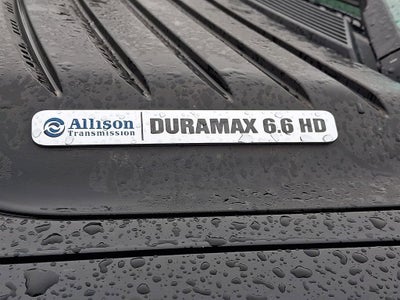 Allison DURAMAX 6.6 HD
Transmission